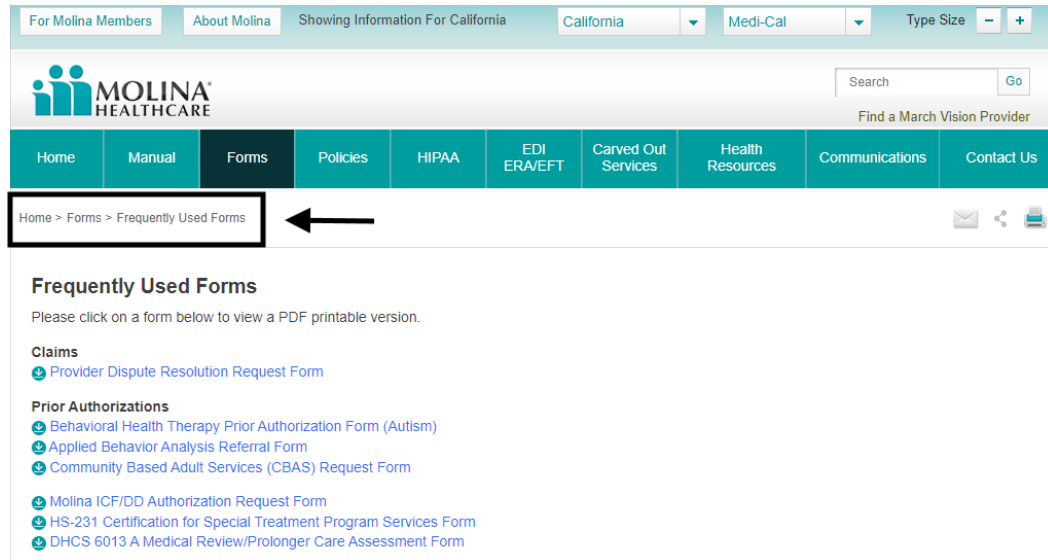 For Molina Members About Molina Showing Information For California California Medi-Cal Type Size - +
MOLINA
HEALTHCARE
Search Go
Find a March Vision Provider
Home Manual Forms Policies HIPAA EDI ERA/EFT Carved Out Services Health Resources Communications Contact Us
Home > Forms > Frequently Used Forms
Frequently Used Forms
Please click on a form below to view a PDF printable version.
Claims
Provider Dispute Resolution Request Form
Prior Authorizations
Behavioral Health Therapy Prior Authorization Form (Autism)
Applied Behavior Analysis Referral Form
Community Based Adult Services (CBAS) Request Form
Molina ICF/DD Authorization Request Form
HS-231 Certification for Special Treatment Program Services Form
DHCS 6013 A Medical Review/Prolonger Care Assessment Form